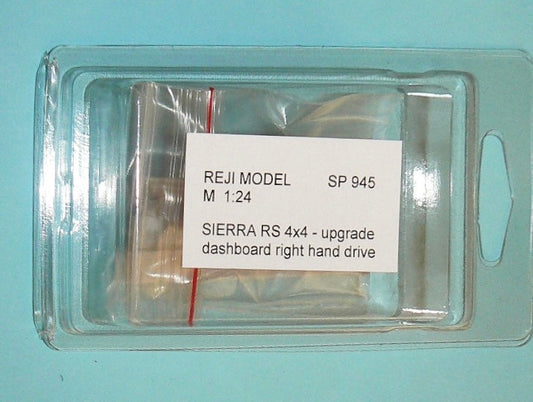 REJI MODEL SP 945
M 1:24
SIERRA RS 4x4 - upgrade
dashboard right hand drive